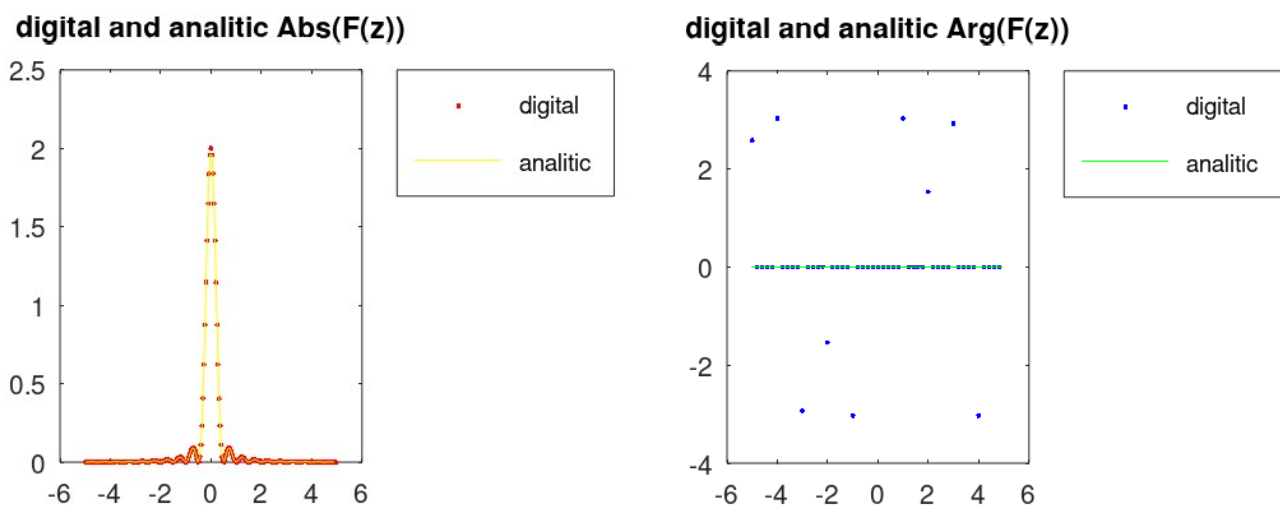 digital and analitic Abs(F(z))
2.5
2
1.5
1
0.5
0
-6 -4 -2 0 2 4 6
digital
analitic
digital and analitic Arg(F(z))
4
2
0
-2
-4
-6 -4 -2 0 2 4 6
digital
analitic